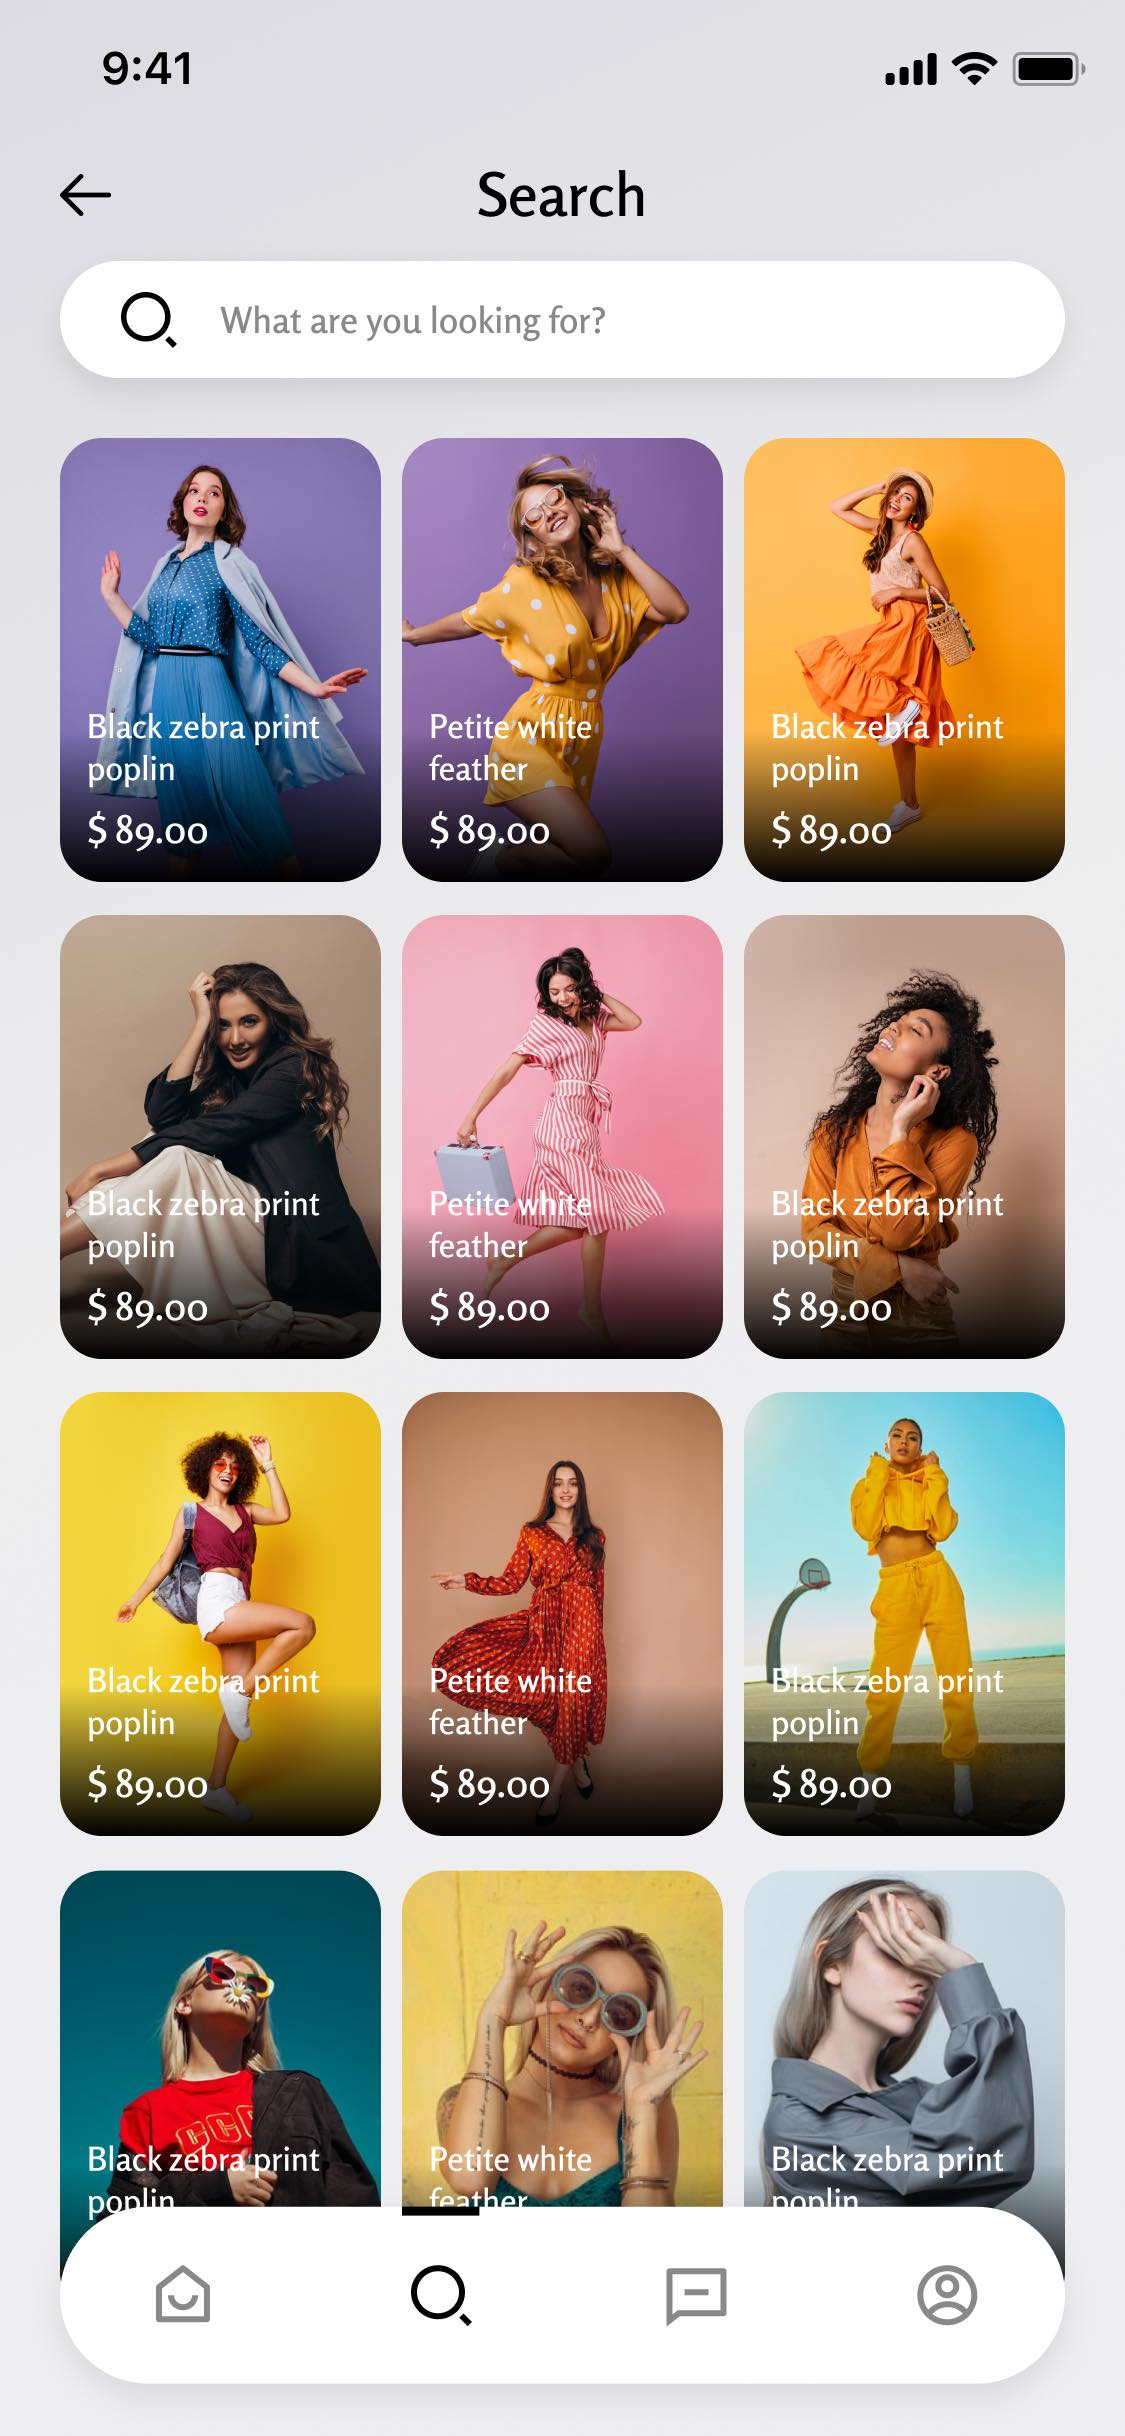 9:41
Search
What are you looking for?
Black zebra print
poplin
$ 89.00
Petite white
feather
$ 89.00
Black zebra print
poplin
$ 89.00
Black zebra print
poplin
$ 89.00
Petite white
feather
$ 89.00
Black zebra print
poplin
$ 89.00
Black zebra print
poplin
$ 89.00
Petite white
feather
$ 89.00
Black zebra print
poplin
$ 89.00
Black zebra print
poplin
Petite white
feather
Black zebra print
poplin